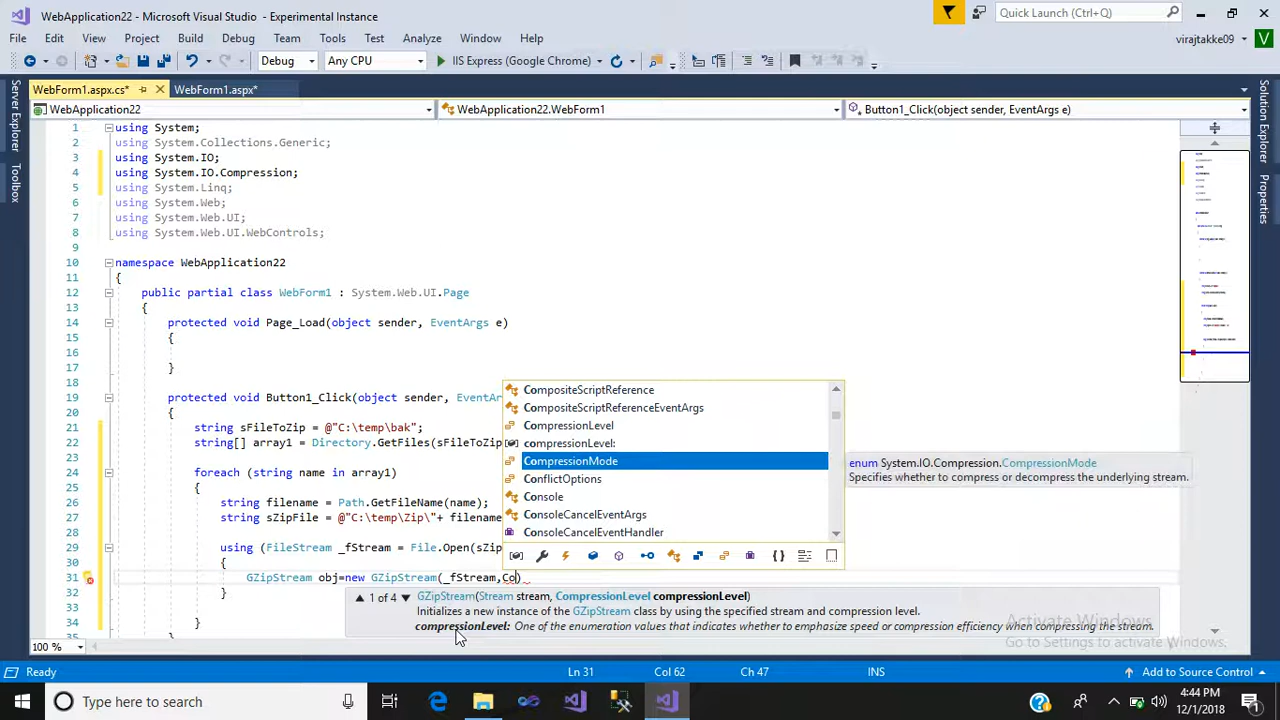 WebApplication22 - Microsoft Visual Studio - Experimental Instance
Quick Launch (Ctrl+Q)
File Edit View Project Build Debug Team Tools Test Analyze Window Help
virajtakke09 V
Debug Any CPU IIS Express (Google Chrome)
WebForm1.aspx.cs* WebForm1.aspx*
WebApplication22 WebApplication22.WebForm1 Button1_Click(object sender, EventArgs e)
Server Explorer
Toolbox
Solution Explorer
Properties
1 using System;
2 using System.Collections.Generic;
3 using System.IO;
4 using System.IO.Compression;
5 using System.Linq;
6 using System.Web;
7 using System.Web.UI;
8 using System.Web.UI.WebControls;
9
10 namespace WebApplication22
11 {
12 public partial class WebForm1 : System.Web.UI.Page
13 {
14 protected void Page_Load(object sender, EventArgs e)
15 {
16
17 }
18
19 protected void Button1_Click(object sender, EventAr
20 {
21 string sFileToZip = @"C:\temp\bak";
22 string[] array1 = Directory.GetFiles(sFileToZip
23
24 foreach (string name in array1)
25 {
26 string filename = Path.GetFileName(name);
27 string sZipFile = @"C:\temp\Zip\"+ filename
28
29 using (FileStream _fStream = File.Open(sZip
30 {
31 GZipStream obj=new GZipStream(_fStream,Co)
32 }
33
34 }
35 }
CompositeScriptReference
CompositeScriptReferenceEventArgs
CompressionLevel
compressionLevel:
CompressionMode
ConflictOptions
Console
ConsoleCancelEventArgs
ConsoleCancelEventHandler
enum System.IO.Compression.CompressionMode
Specifies whether to compress or decompress the underlying stream.
1 of 4 GZipStream(Stream stream, CompressionLevel compressionLevel)
Initializes a new instance of the GZipStream class by using the specified stream and compression level.
compressionLevel: One of the enumeration values that indicates whether to emphasize speed or compression efficiency when compressing the stream.
Activate Windows
Go to Settings to activate Windows.
100 %
Ready Ln 31 Col 62 Ch 47 INS Add to Source Control
Type here to search
4:44 PM
12/1/2018
1